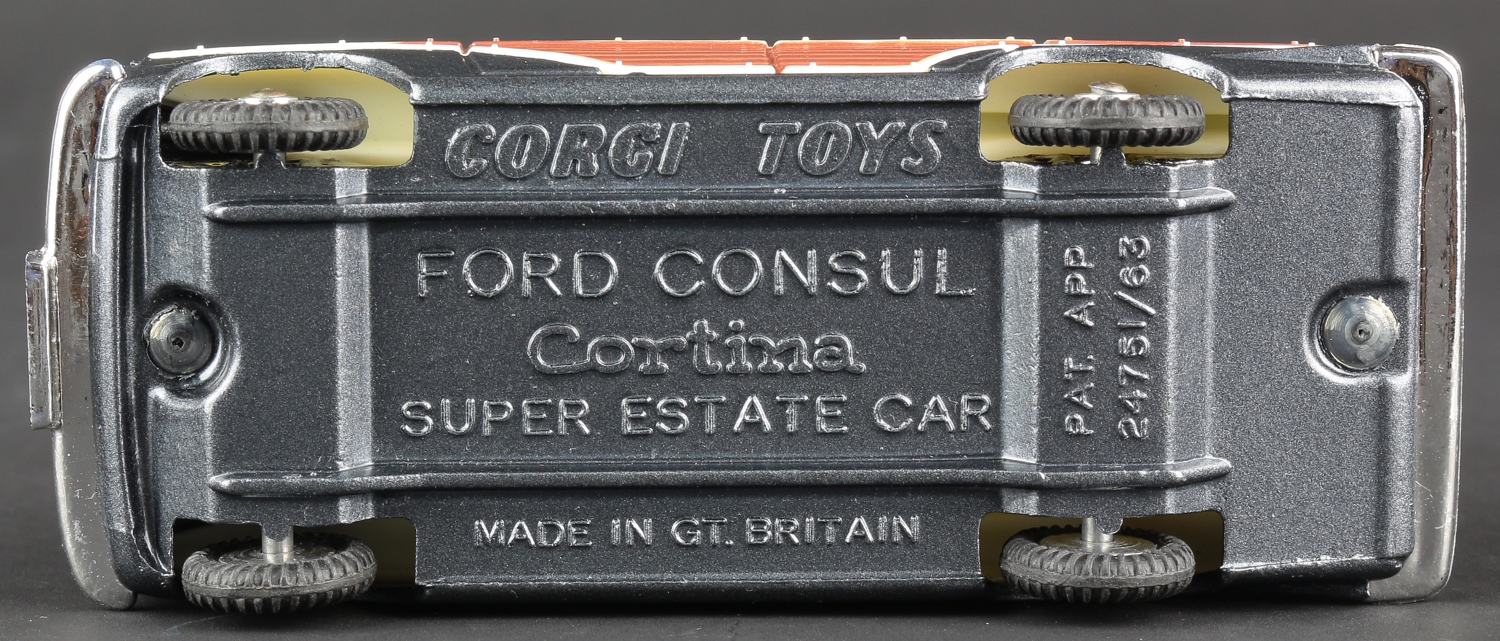 CORGI TOYS
FORD CONSUL
Cortina
SUPER ESTATE CAR
MADE IN GT. BRITAIN
PAT. APP
24751/63